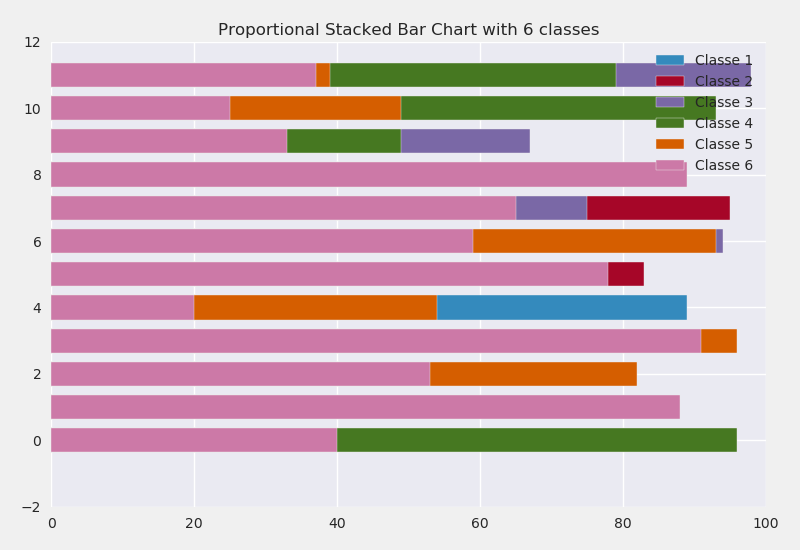 Proportional Stacked Bar Chart with 6 classes
12
10
8
6
4
2
0
−2
Classe 1
Classe 2
Classe 3
Classe 4
Classe 5
Classe 6
0 20 40 60 80 100